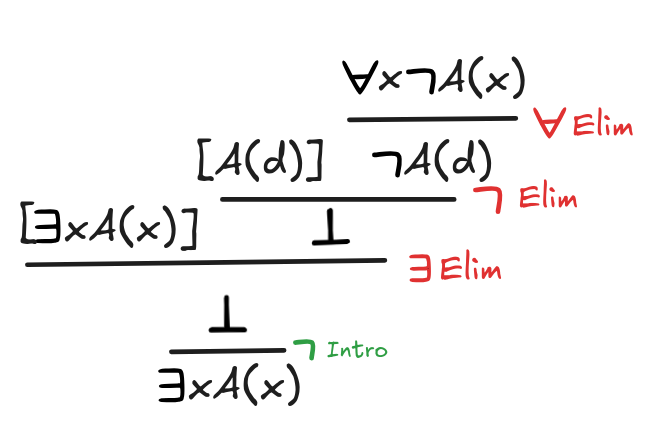 ∀x¬A(x)
∀ Elim
[A(d)] ¬A(d)
¬ Elim
[∃xA(x)] ⊥
∃ Elim
⊥
¬ Intro
∃xA(x)